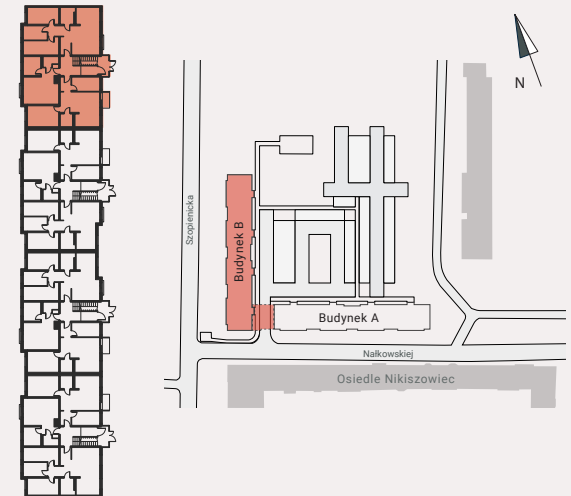 N
Szopienicka
Budynek B
Budynek A
Nałkowskiej
Osiedle Nikiszowiec